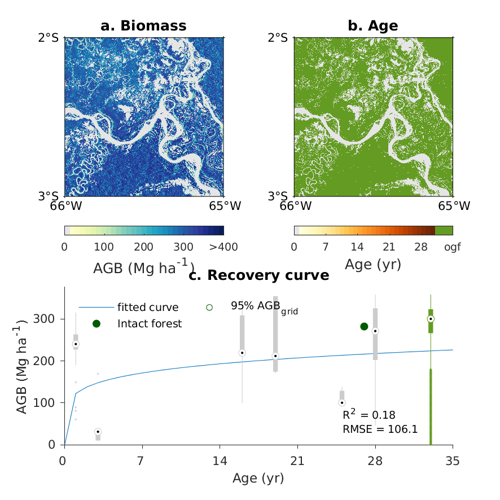 a. Biomass
b. Age
2°S
3°S
66°W
65°W
2°S
3°S
66°W
65°W
0 100 200 300 >400
AGB (Mg ha⁻¹)
0 7 14 21 28 ogf
Age (yr)
c. Recovery curve
fitted curve
95% AGB_grid
Intact forest
R² = 0.18
RMSE = 106.1
300
200
100
0
AGB (Mg ha⁻¹)
0 7 14 21 28 35
Age (yr)